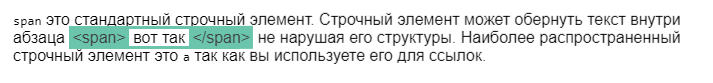 span это стандартный строчный элемент. Строчный элемент может обернуть текст внутри
абзаца <span> вот так </span> не нарушая его структуры. Наиболее распространенный
строчный элемент это a так как вы используете его для ссылок.